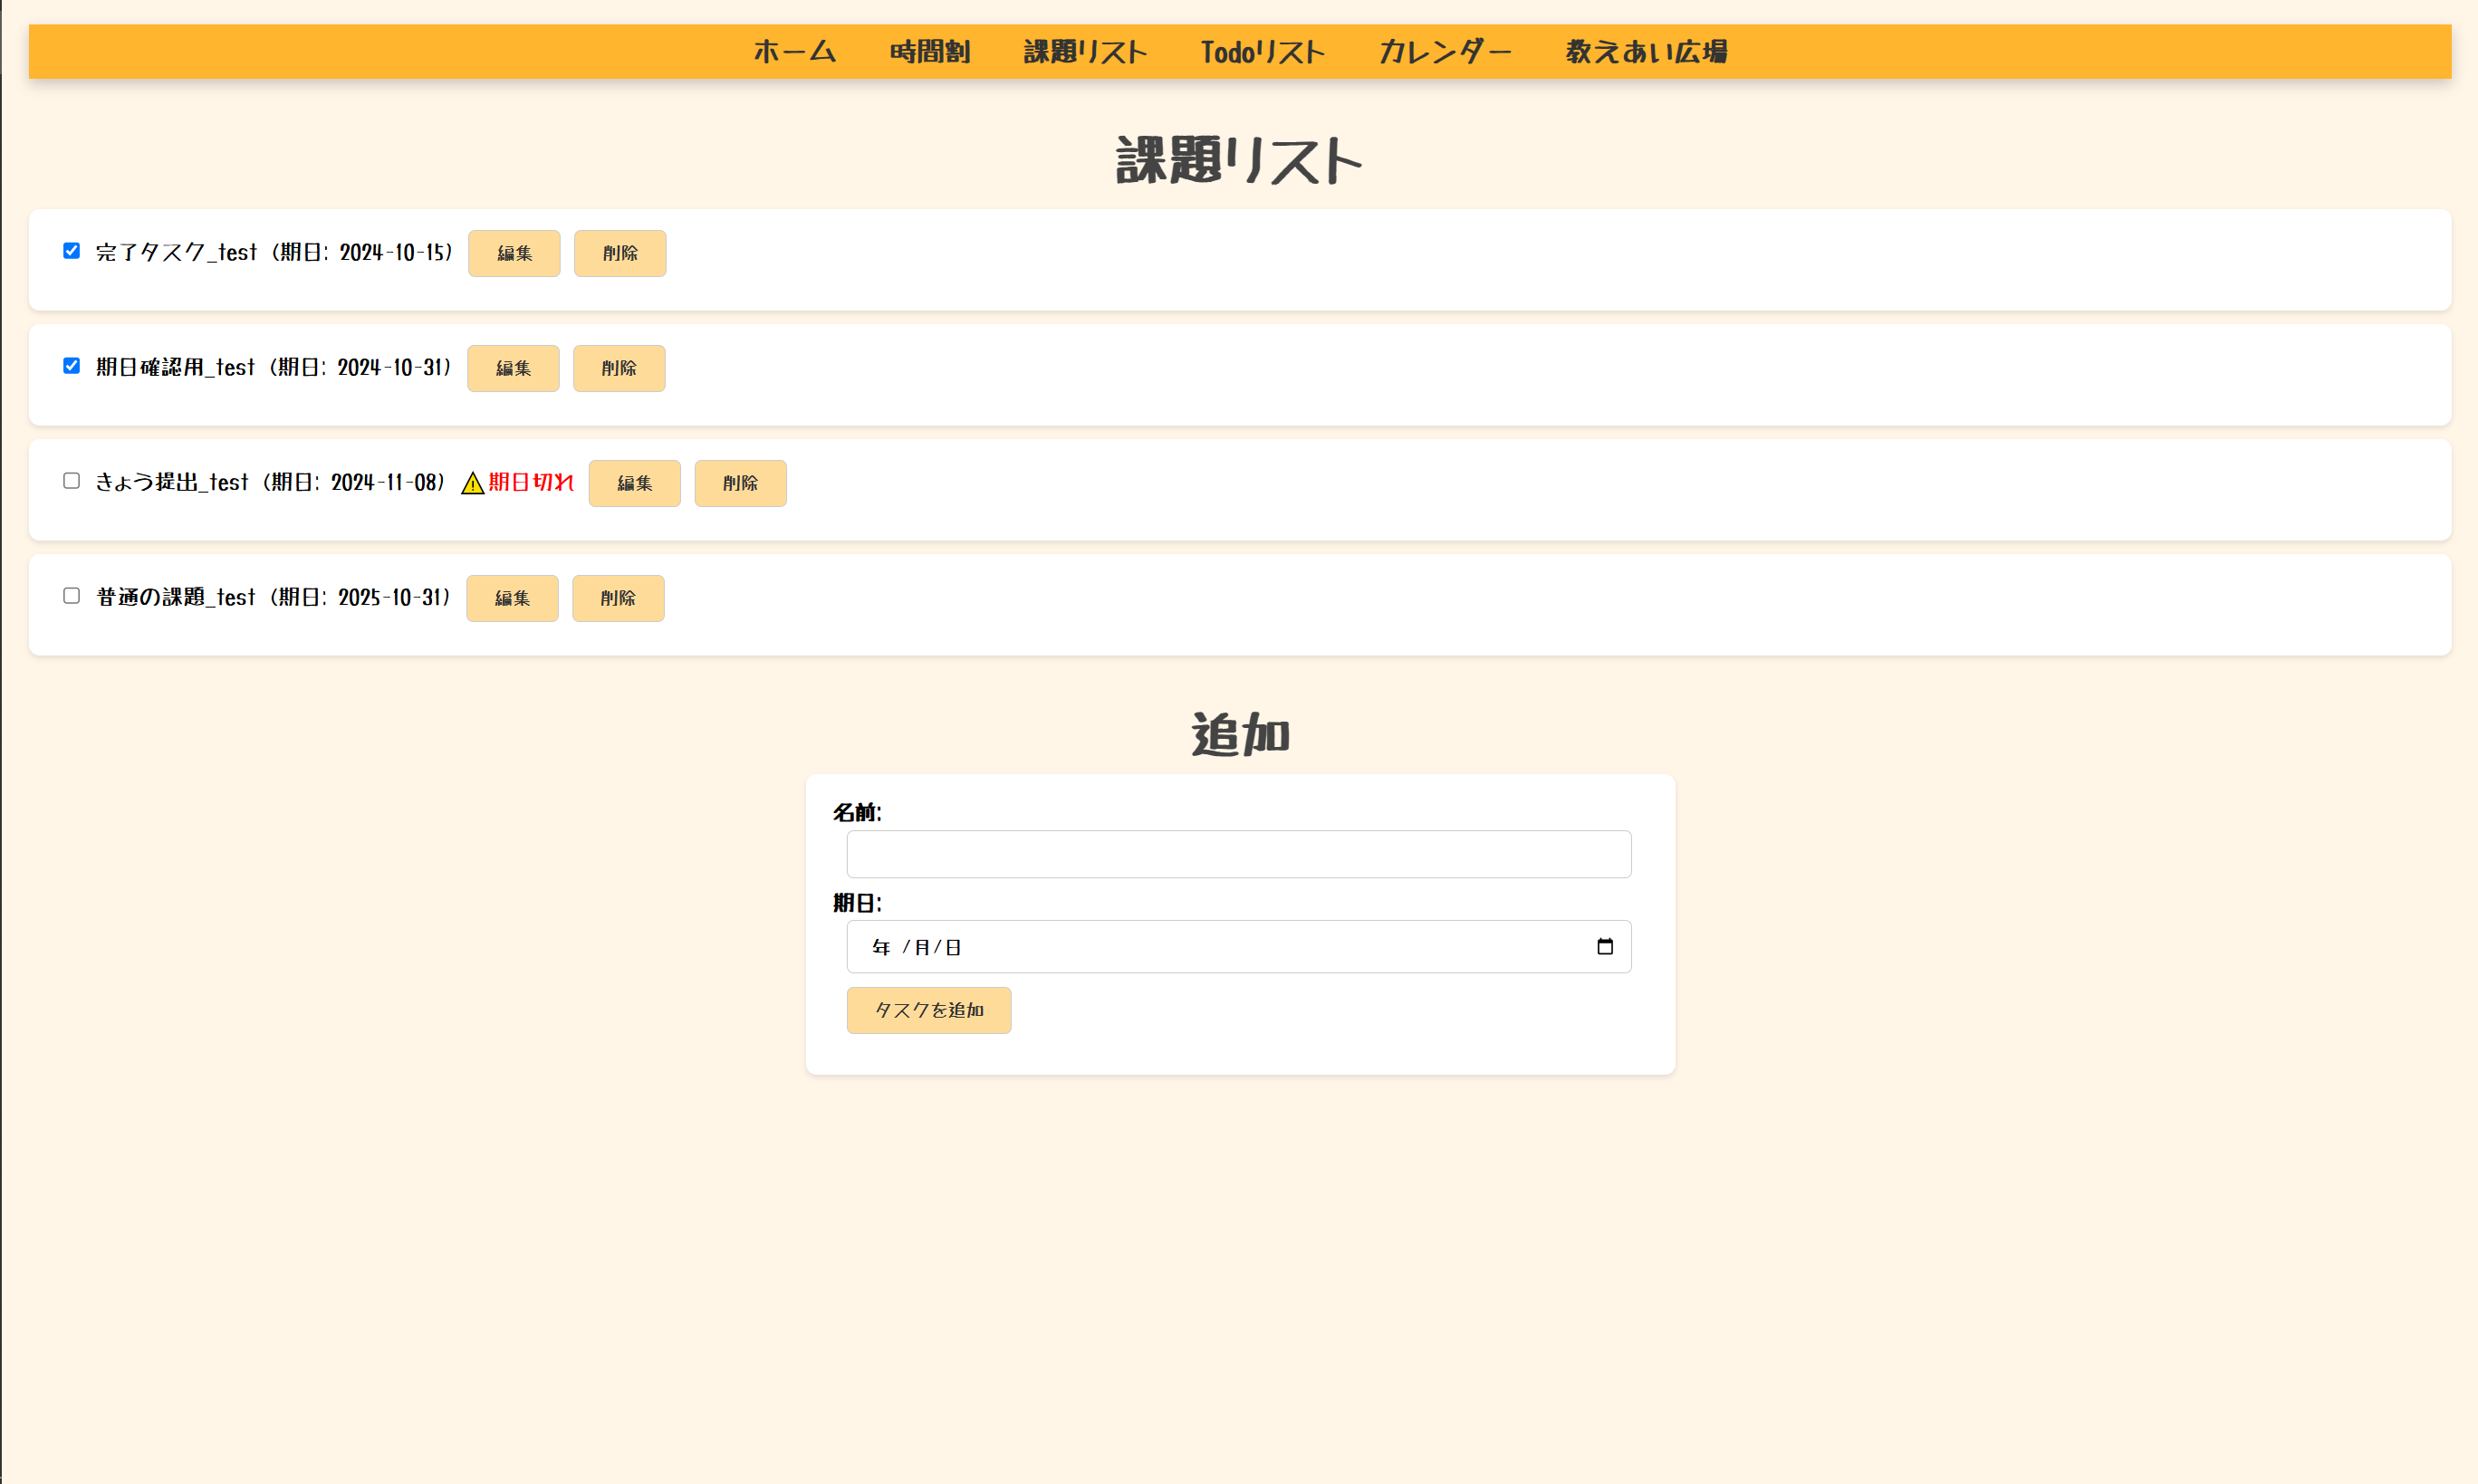 ホーム 時間割 課題リスト Todoリスト カレンダー 教えあい広場
課題リスト
完了タスク_test (期日: 2024-10-15) 編集 削除
期日確認用_test (期日: 2024-10-31) 編集 削除
きょう提出_test (期日: 2024-11-08) ⚠期日切れ 編集 削除
普通の課題_test (期日: 2025-10-31) 編集 削除
追加
名前:
期日:
年 /月/日
タスクを追加